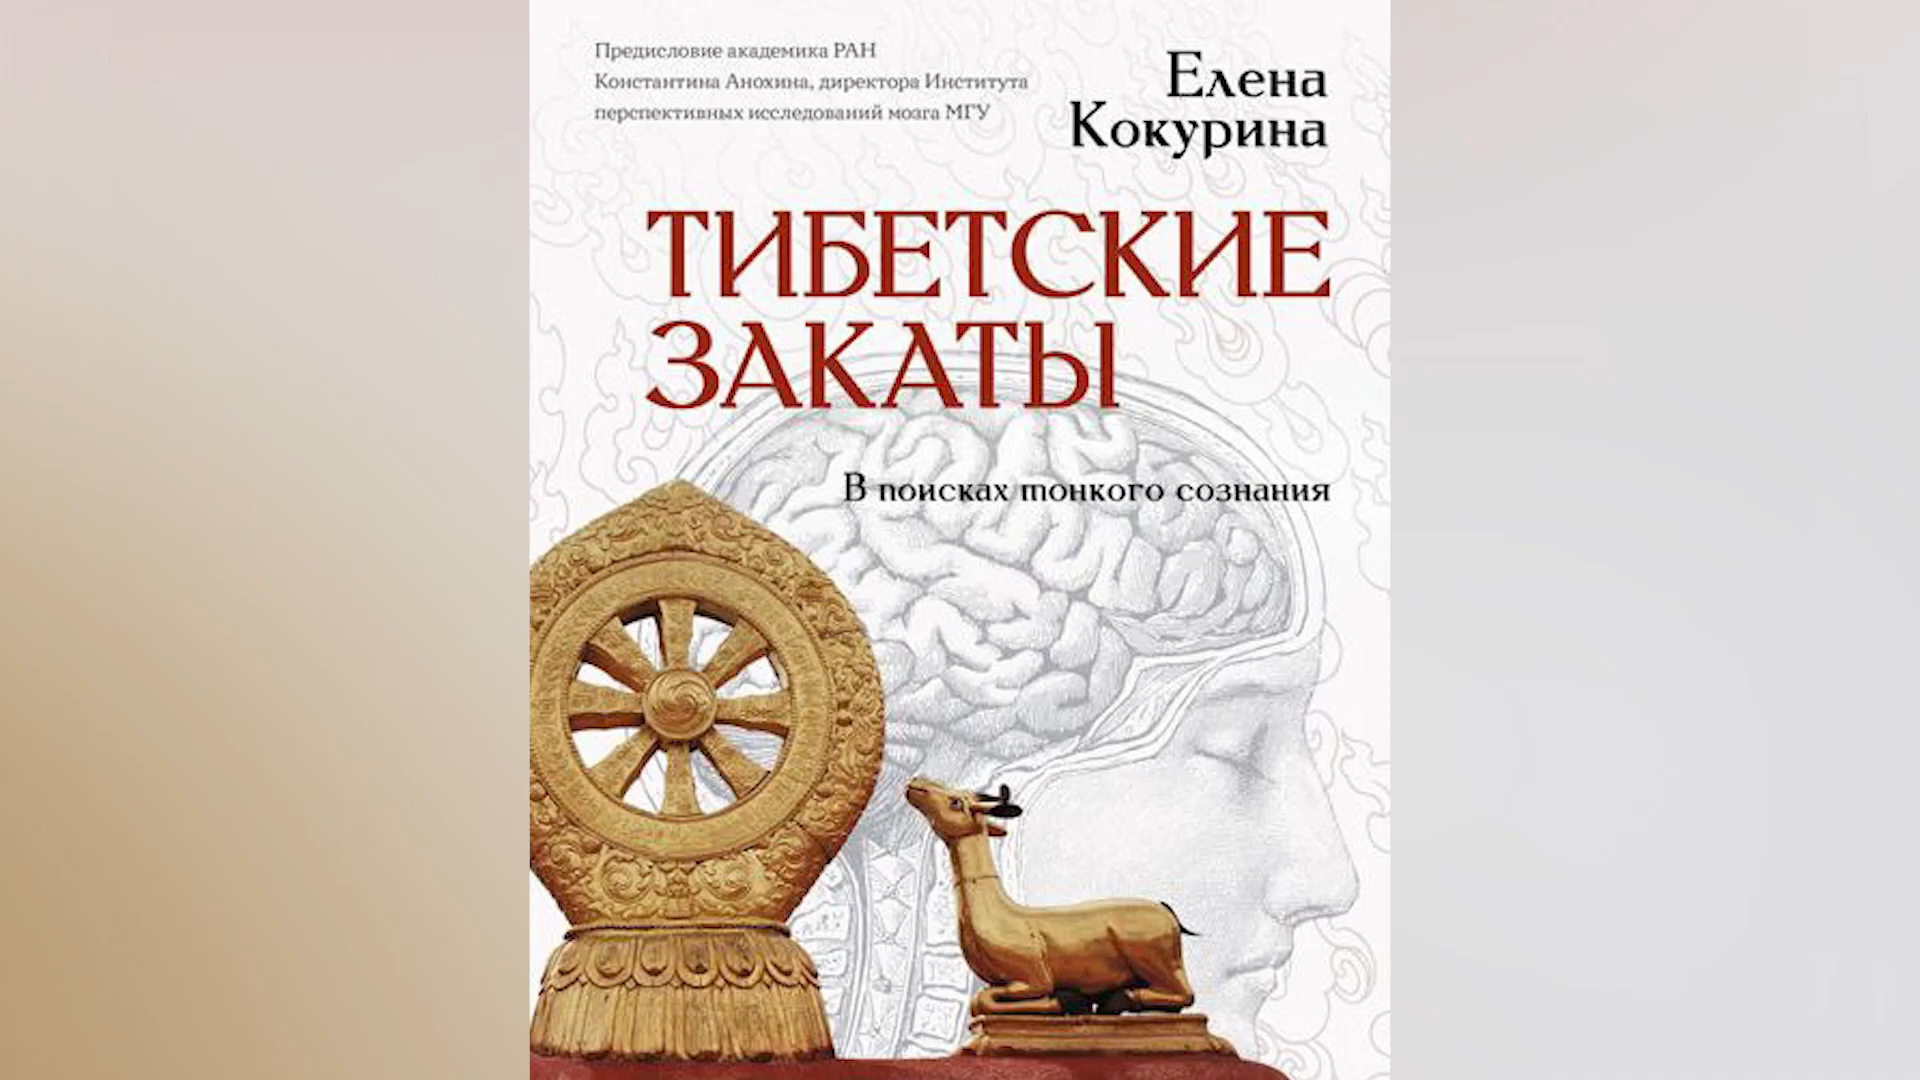 Предисловие академика РАН
Константина Анохина, директора Института
перспективных исследований мозга МГУ
Елена
Кокурина
ТИБЕТСКИЕ
ЗАКАТЫ
В поисках тонкого сознания